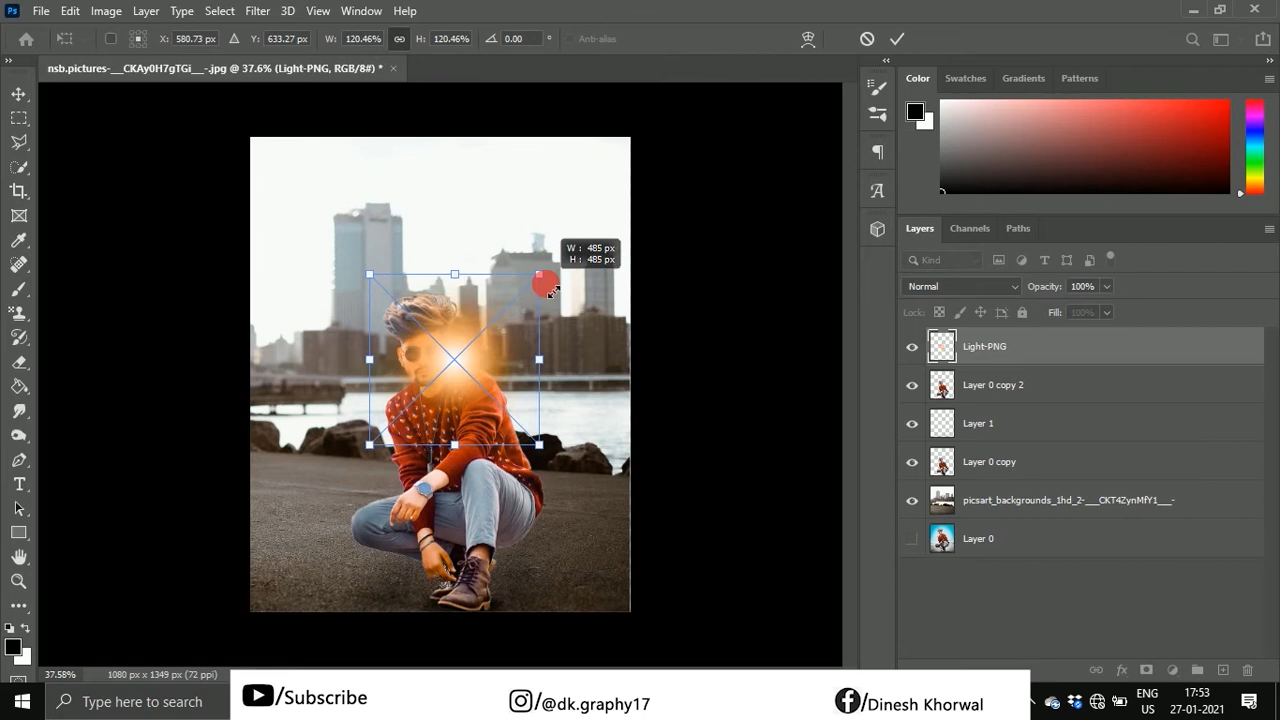 Ps File Edit Image Layer Type Select Filter 3D View Window Help
X: 580.73 px Y: 633.27 px W: 120.46% H: 120.46% 0.00 ° Anti-alias
nsb.pictures-___CKAy0H7gTGi___-.jpg @ 37.6% (Light-PNG, RGB/8#) *
Color Swatches Gradients Patterns
W : 485 px
H : 485 px
Layers Channels Paths
Kind
Normal Opacity: 100%
Lock: Fill: 100%
Light-PNG
Layer 0 copy 2
Layer 1
Layer 0 copy
picsart_backgrounds_1hd_2-___CKT4ZynMfY1___-
Layer 0
37.58% 1080 px x 1349 px (72 ppi)
Type here to search
/Subscribe
/@dk.graphy17
/Dinesh Khorwal
ENG
IN
17:53
27-01-2021